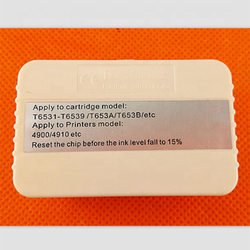 Apply to cartridge model:
T6531-T6539 /T653A/T653B/etc
Apply to Printers model:
4900/4910 etc
Reset the chip before the ink level fall to 15%